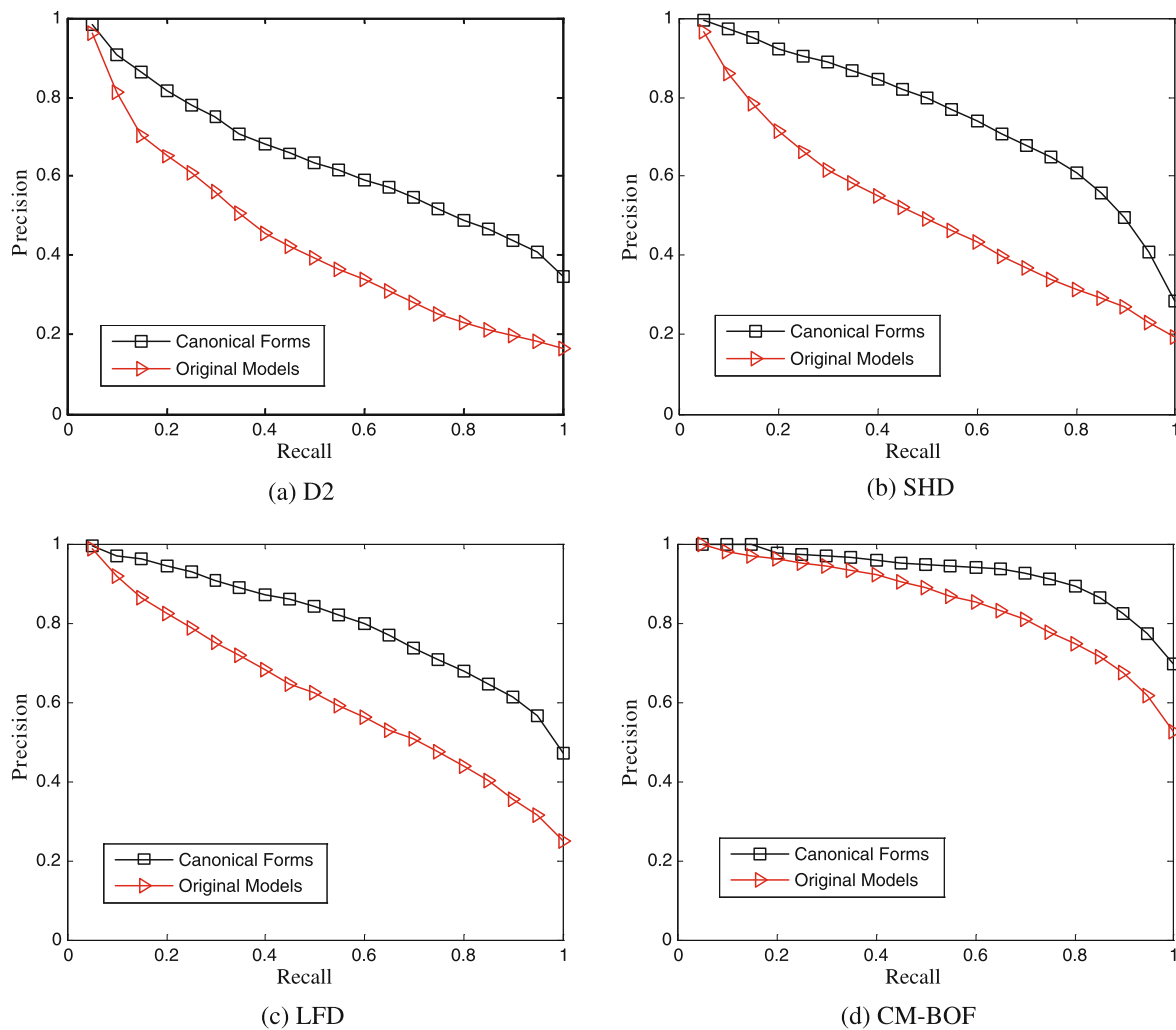 1
0.8
0.6
0.4
0.2
0
Precision
Canonical Forms
Original Models
0 0.2 0.4 0.6 0.8 1
Recall
(a) D2
1
0.8
0.6
0.4
0.2
0
Precision
Canonical Forms
Original Models
0 0.2 0.4 0.6 0.8 1
Recall
(b) SHD
1
0.8
0.6
0.4
0.2
0
Precision
Canonical Forms
Original Models
0 0.2 0.4 0.6 0.8 1
Recall
(c) LFD
1
0.8
0.6
0.4
0.2
0
Precision
Canonical Forms
Original Models
0 0.2 0.4 0.6 0.8 1
Recall
(d) CM-BOF